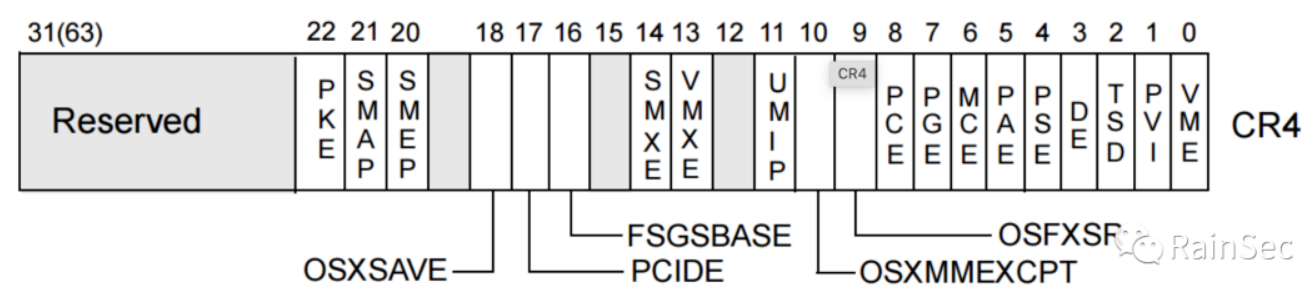 31(63) 22 21 20 18 17 16 15 14 13 12 11 10 9 8 7 6 5 4 3 2 1 0
Reserved PKE SMAP SMEP SMXE VMXE UMIP CR4 PCE PGE MCE PAE PSE DE TSD PVI VME CR4
FSGSBASE OSFXSR RainSec
OSXSAVE PCIDE OSXMMEXCPT